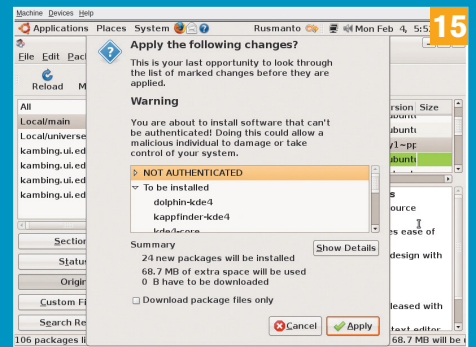 Machine Devices Help
15
Applications Places System Rusmanto Mon Feb 4,
File Edit
Reload
All
Local/main
Local/universe
kambing.ui.ed
kambing.ui.ed
kambing.ui.ed
kambing.ui.ed
Apply the following changes?
This is your last opportunity to look through
the list of marked changes before they are
applied.
Warning
You are about to install software that can't
be authenticated! Doing this could allow a
malicious individual to damage or take
control of your system.
NOT AUTHENTICATED
To be installed
dolphin-kde4
kappfinder-kde4
kde4-core
Summary
Show Details
24 new packages will be installed
68.7 MB of extra space will be used
0 B have to be downloaded
Download package files only
Cancel
Apply
Size
ource
es ease of
design with
leased with
text editor
Custom
106 packages
68.7 MB will be